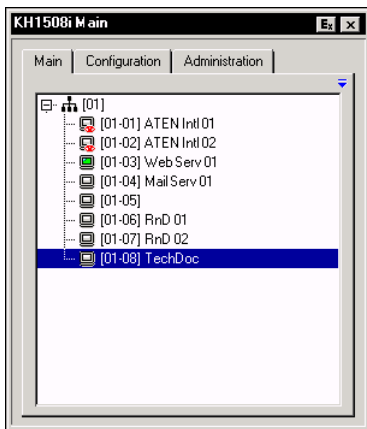 KH1508i Main Ex
Main Configuration Administration
[01]
[01-01] ATEN Intl 01
[01-02] ATEN Intl 02
[01-03] Web Serv 01
[01-04] Mail Serv 01
[01-05]
[01-06] RnD 01
[01-07] RnD 02
[01-08] TechDoc